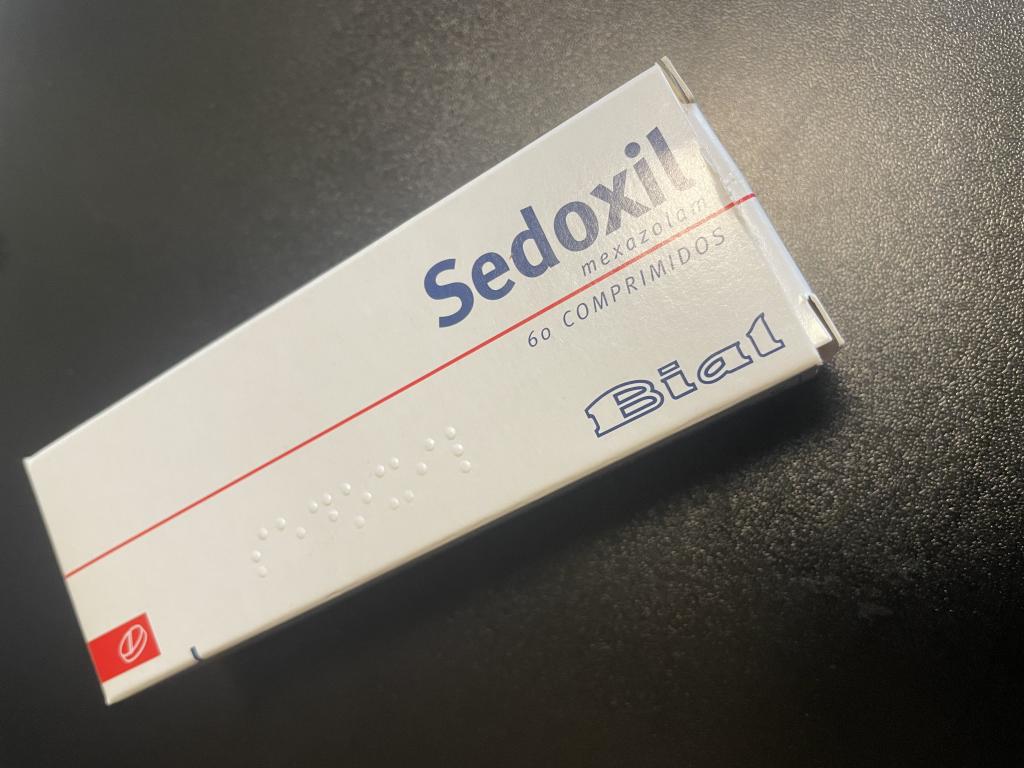 Sedoxil
mexazolam
60 COMPRIMIDOS
Bial